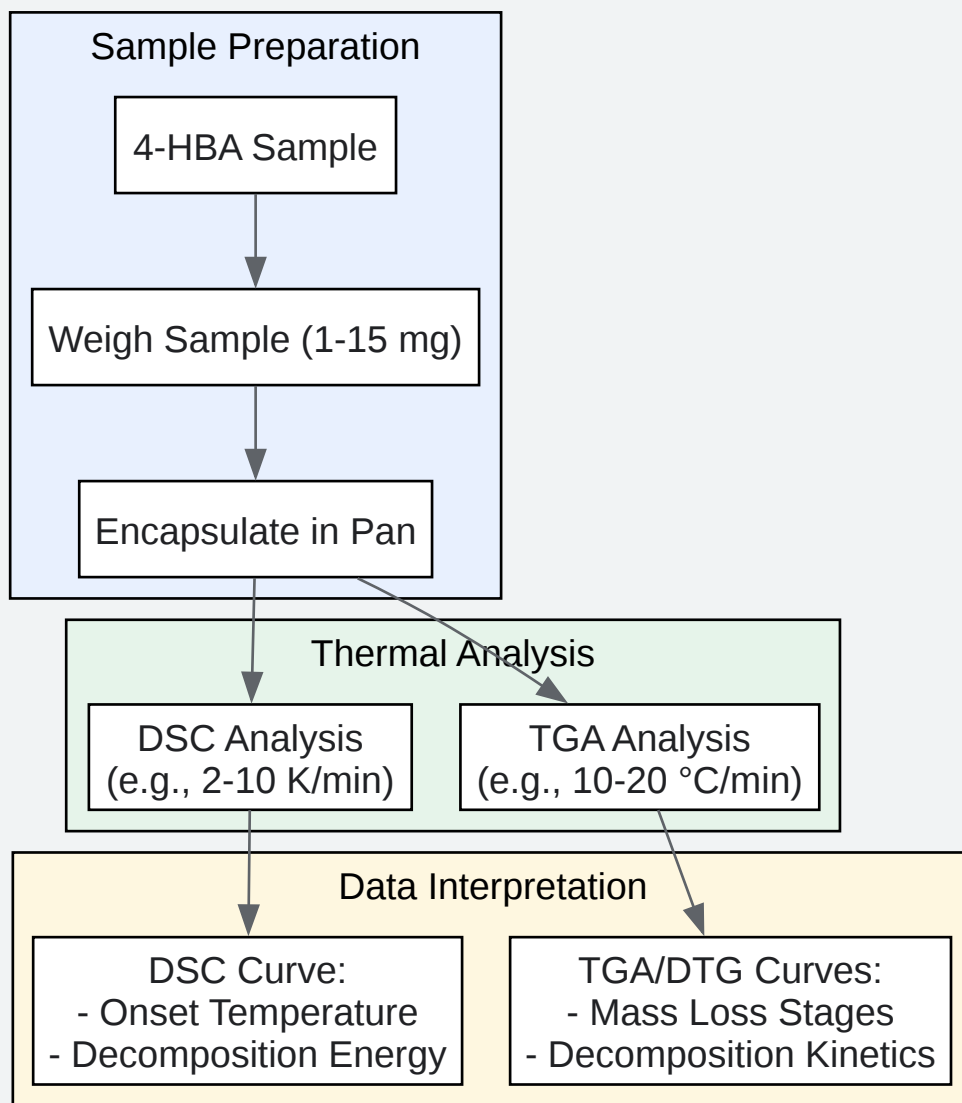 Sample Preparation
4-HBA Sample
Weigh Sample (1-15 mg)
Encapsulate in Pan
Thermal Analysis
DSC Analysis
(e.g., 2-10 K/min)
TGA Analysis
(e.g., 10-20 °C/min)
Data Interpretation
DSC Curve:
- Onset Temperature
- Decomposition Energy
TGA/DTG Curves:
- Mass Loss Stages
- Decomposition Kinetics